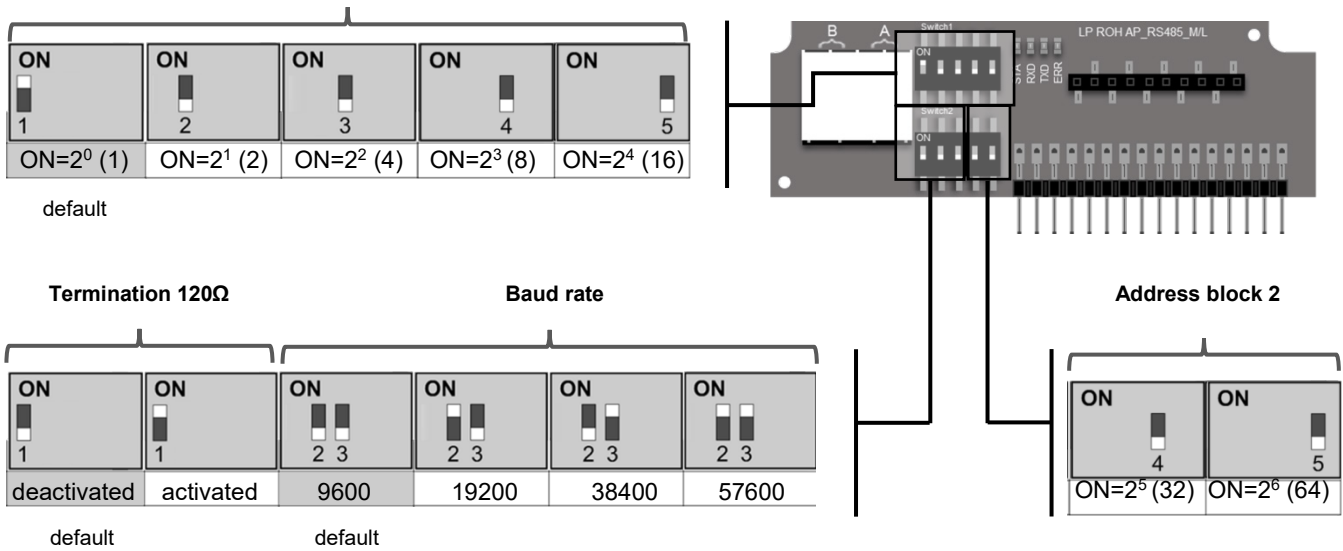 ON ON ON ON ON
1 2 3 4 5
ON=2⁰ (1) ON=2¹ (2) ON=2² (4) ON=2³ (8) ON=2⁴ (16)
default
B A
Switch1
ON
LP ROH AP_RS485_M/L
STA
RXD
TXD
ERR
Switch2
ON
Termination 120Ω
Baud rate
ON ON ON ON ON ON
1 1 2 3 2 3 2 3 2 3
deactivated activated 9600 19200 38400 57600
default default
Address block 2
ON ON
4 5
ON=2⁵ (32) ON=2⁶ (64)